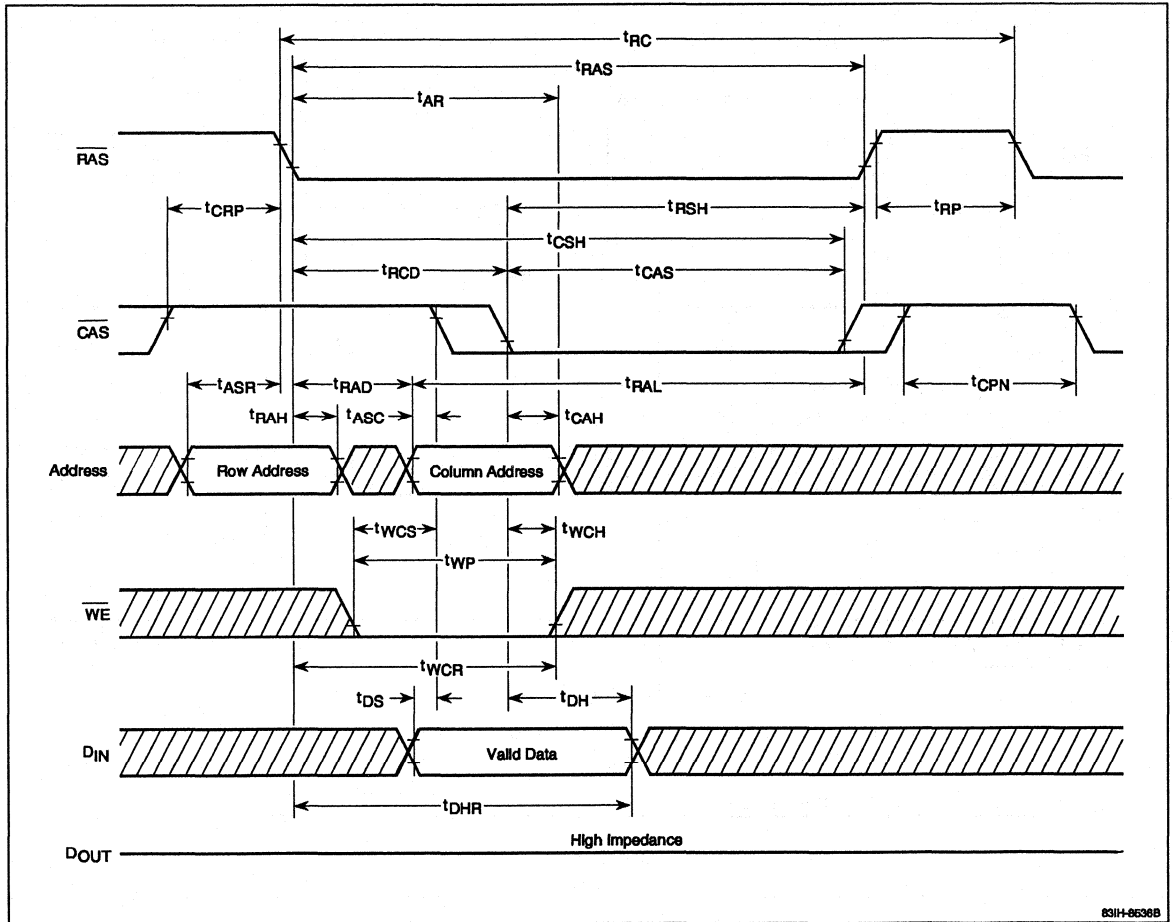 tRC
tRAS
tAR
RAS
tCRP
tRSH
tRP
tCSH
tRCD
tCAS
CAS
tASR
tRAD
tRAL
tCPN
tRAH
tASC
tCAH
Address
Row Address
Column Address
tWCS
tWCH
tWP
WE
tWCR
tDS
tDH
DIN
Valid Data
tDHR
High Impedance
DOUT
83IH-8536B